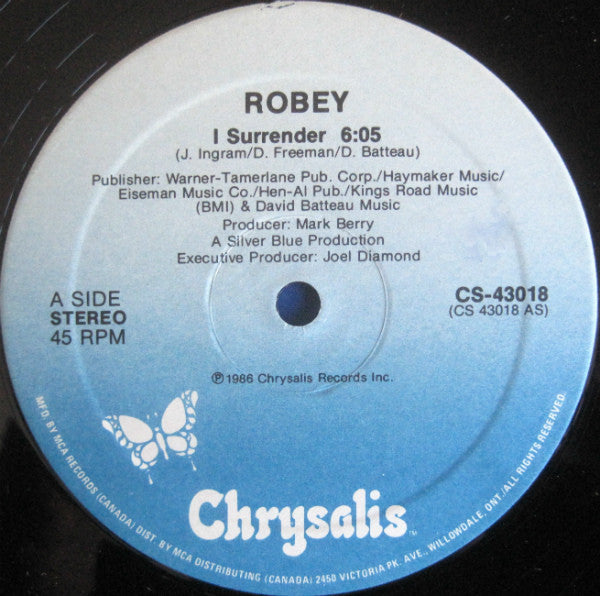 ROBEY
I Surrender 6:05
(J. Ingram/D. Freeman/D. Batteau)
Publisher: Warner-Tamerlane Pub. Corp./Haymaker Music/
Eiseman Music Co./Hen-Al Pub./Kings Road Music
(BMI) & David Batteau Music
Producer: Mark Berry
A Silver Blue Production
Executive Producer: Joel Diamond
A SIDE
STEREO
45 RPM
CS-43018
(CS 43018 AS)
℗ 1986 Chrysalis Records Inc.
Chrysalis™
MFD. BY MCA RECORDS (CANADA) DIST. BY MCA DISTRIBUTING (CANADA) 2450 VICTORIA PK. AVE., WILLOWDALE, ONT./ALL RIGHTS RESERVED.